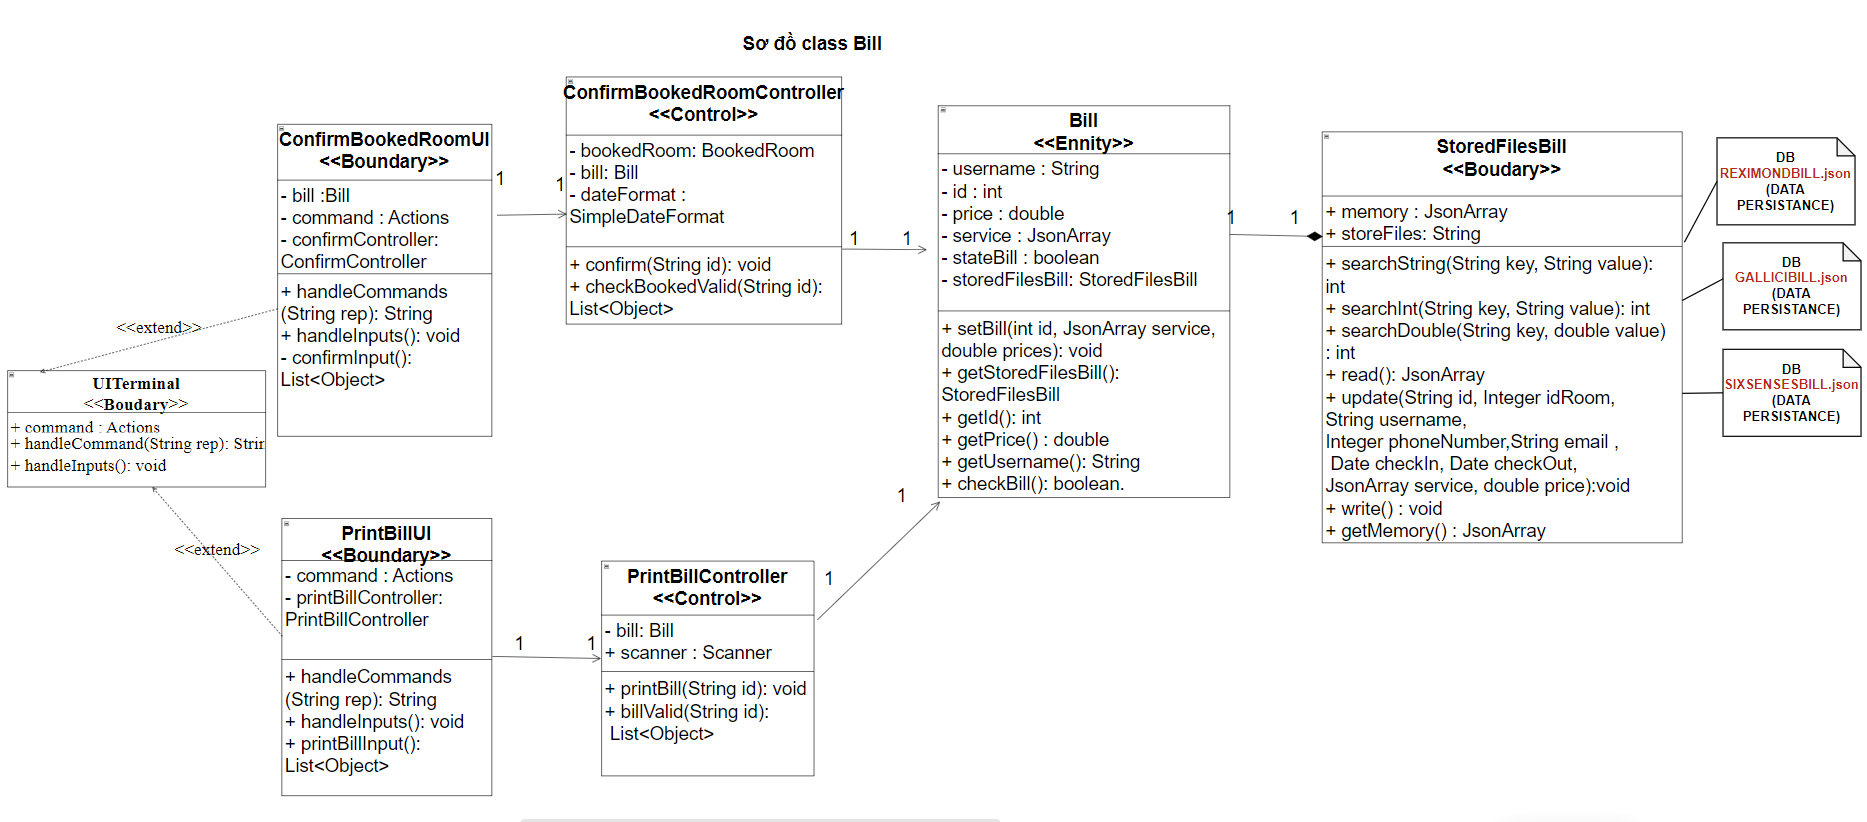 Sơ đồ class Bill
ConfirmBookedRoomUI
<<Boundary>>
- bill :Bill
- command : Actions
- confirmController:
ConfirmController
+ handleCommands
(String rep): String
+ handleInputs(): void
- confirmInput():
List<Object>
1
1
ConfirmBookedRoomController
<<Control>>
- bookedRoom: BookedRoom
- bill: Bill
- dateFormat :
SimpleDateFormat
+ confirm(String id): void
+ checkBookedValid(String id):
List<Object>
1
1
Bill
<<Ennity>>
- username : String
- id : int
- price : double
- service : JsonArray
- stateBill : boolean
- storedFilesBill: StoredFilesBill
+ setBill(int id, JsonArray service,
double prices): void
+ getStoredFilesBill():
StoredFilesBill
+ getId(): int
+ getPrice() : double
+ getUsername(): String
+ checkBill(): boolean.
1
1
StoredFilesBill
<<Boudary>>
+ memory : JsonArray
+ storeFiles: String
+ searchString(String key, String value):
int
+ searchInt(String key, String value): int
+ searchDouble(String key, double value)
: int
+ read(): JsonArray
+ update(String id, Integer idRoom,
String username,
Integer phoneNumber,String email ,
Date checkIn, Date checkOut,
JsonArray service, double price):void
+ write() : void
+ getMemory() : JsonArray
DB
REXIMONDBILL.json
(DATA
PERSISTANCE)
DB
GALLICIBILL.json
(DATA
PERSISTANCE)
DB
SIXSENSESBILL.json
(DATA
PERSISTANCE)
<<extend>>
UITerminal
<<Boudary>>
+ command : Actions
+ handleCommand(String rep): Strin
+ handleInputs(): void
<<extend>>
PrintBillUI
<<Boundary>>
- command : Actions
- printBillController:
PrintBillController
+ handleCommands
(String rep): String
+ handleInputs(): void
+ printBillInput():
List<Object>
1
1
PrintBillController
<<Control>>
- bill: Bill
+ scanner : Scanner
+ printBill(String id): void
+ billValid(String id):
List<Object>
1
1